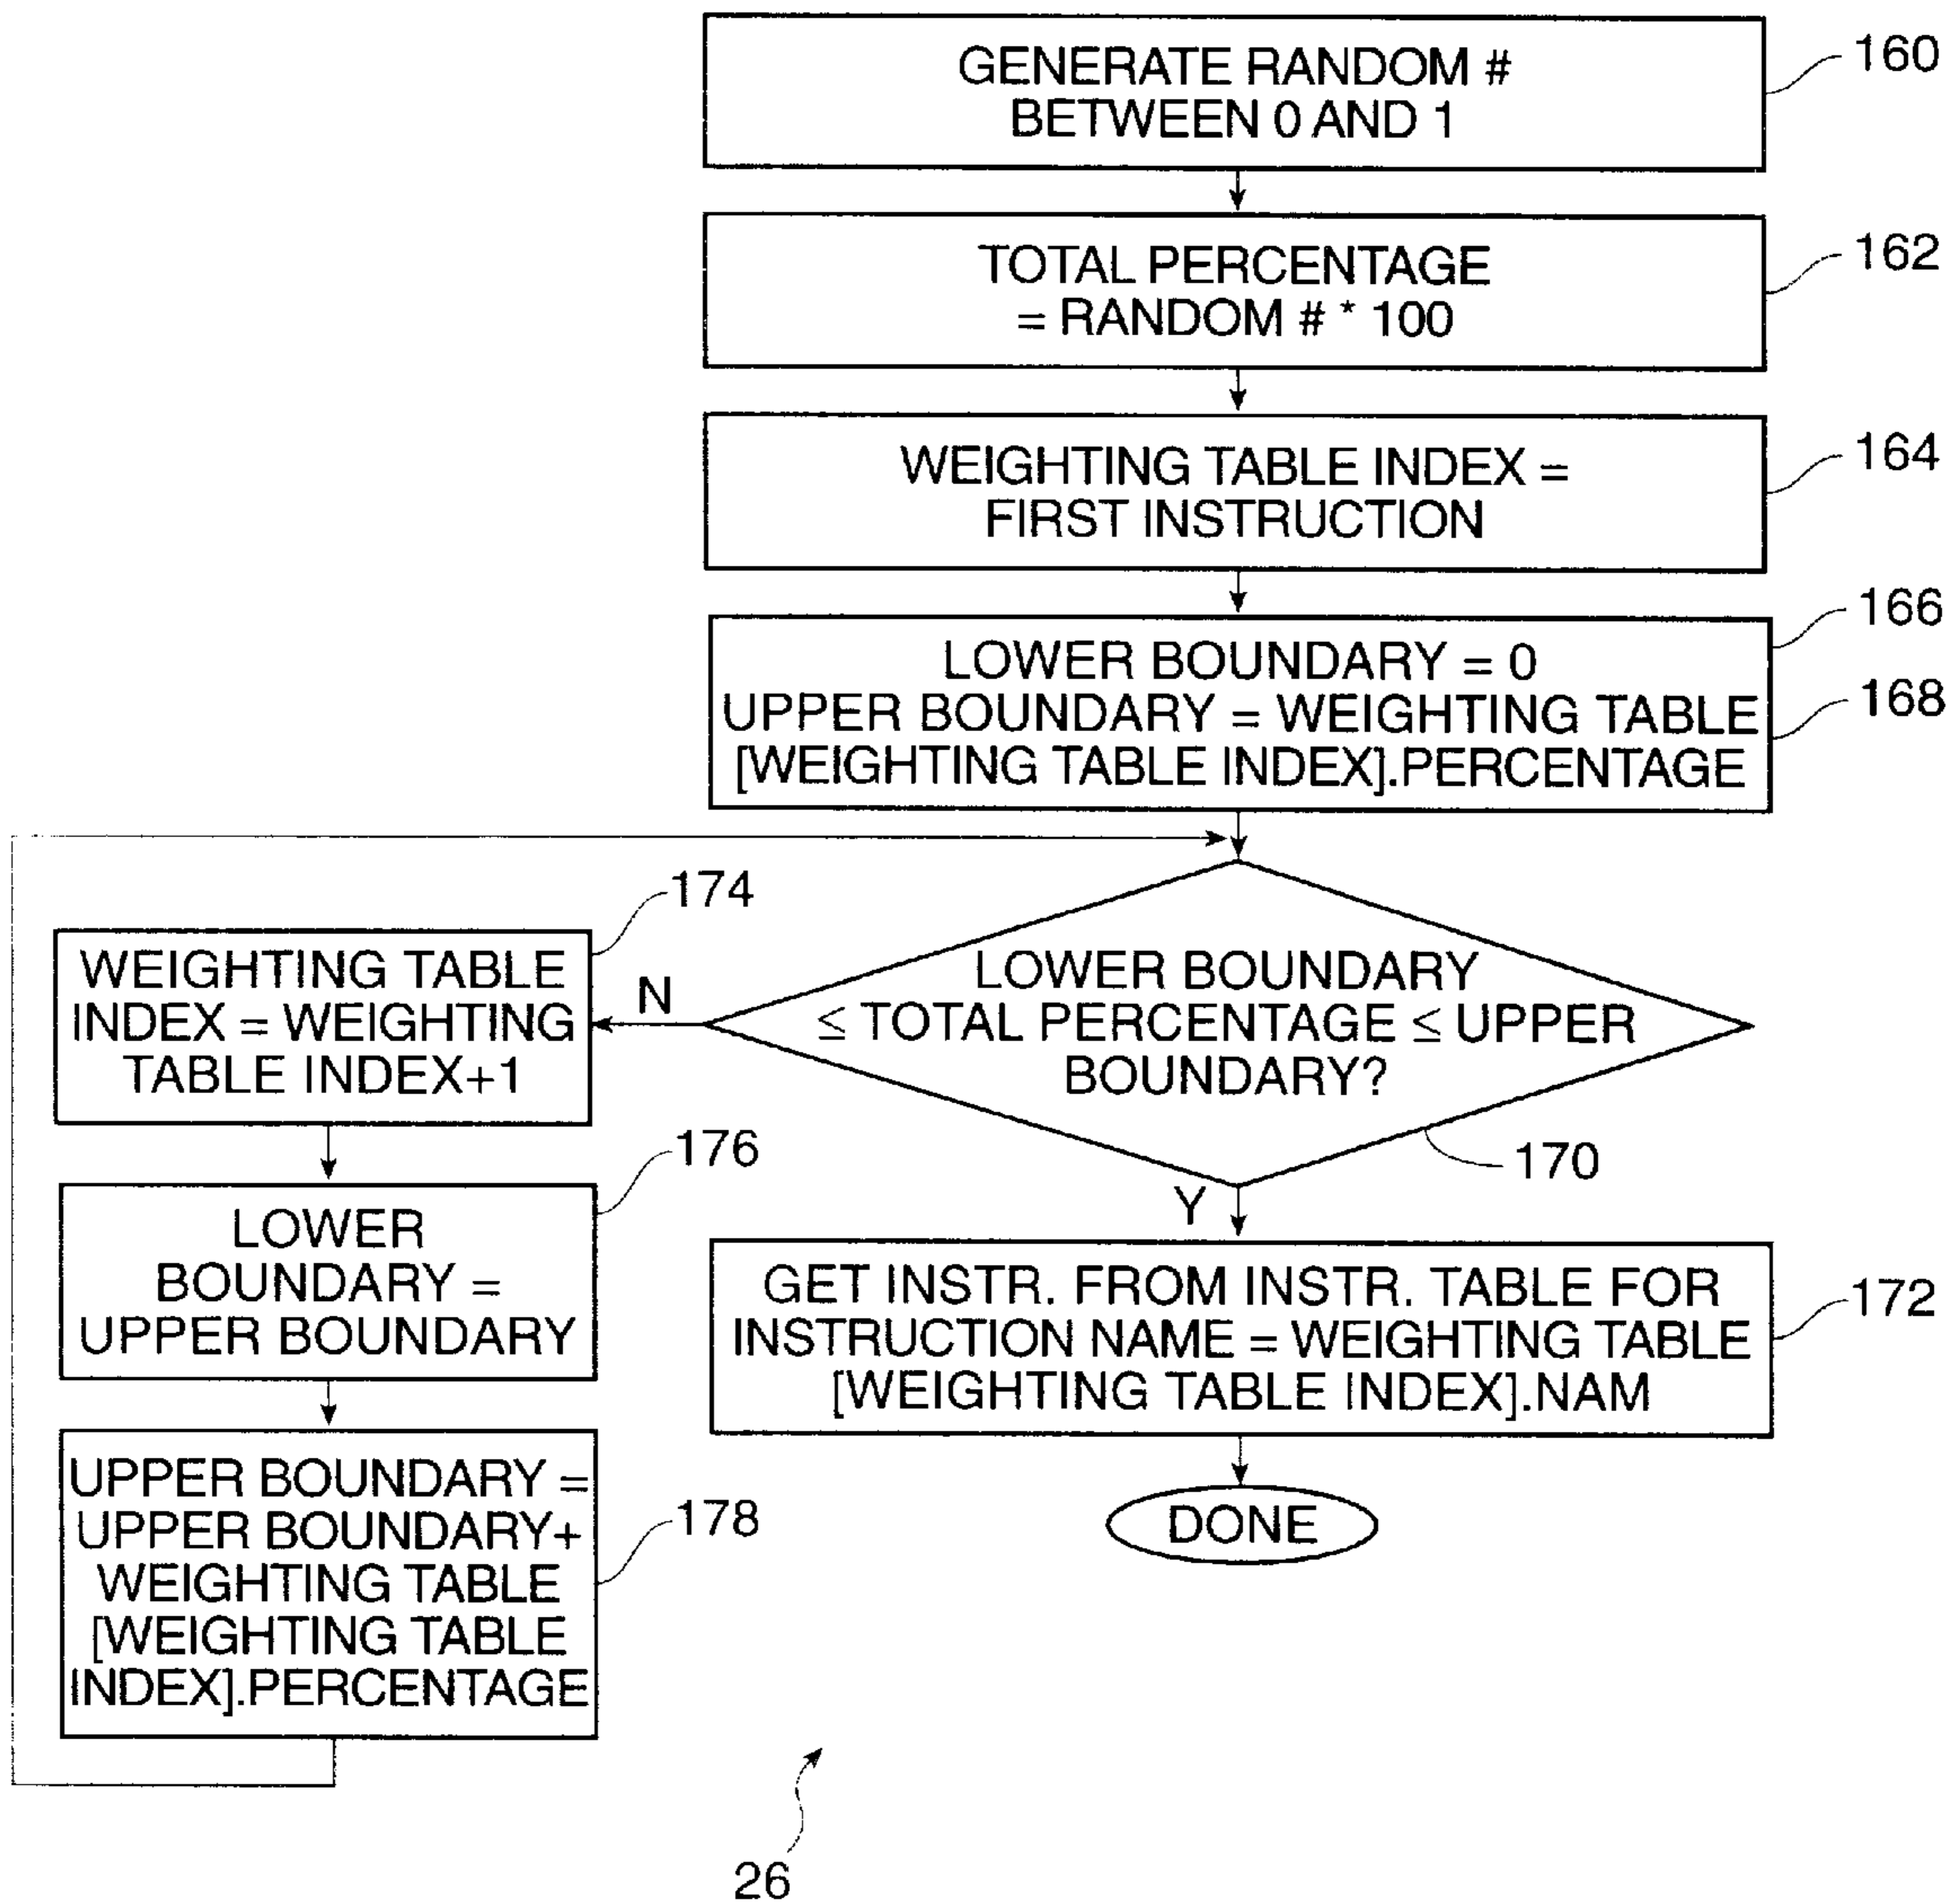 GENERATE RANDOM #
BETWEEN 0 AND 1
160
TOTAL PERCENTAGE
= RANDOM # * 100
162
WEIGHTING TABLE INDEX =
FIRST INSTRUCTION
164
LOWER BOUNDARY = 0
166
UPPER BOUNDARY = WEIGHTING TABLE
[WEIGHTING TABLE INDEX].PERCENTAGE
168
LOWER BOUNDARY
≤ TOTAL PERCENTAGE ≤ UPPER
BOUNDARY?
170
N
174
WEIGHTING TABLE
INDEX = WEIGHTING
TABLE INDEX+1
176
LOWER
BOUNDARY =
UPPER BOUNDARY
178
UPPER BOUNDARY =
UPPER BOUNDARY+
WEIGHTING TABLE
[WEIGHTING TABLE
INDEX].PERCENTAGE
Y
GET INSTR. FROM INSTR. TABLE FOR
INSTRUCTION NAME = WEIGHTING TABLE
[WEIGHTING TABLE INDEX].NAM
172
DONE
26